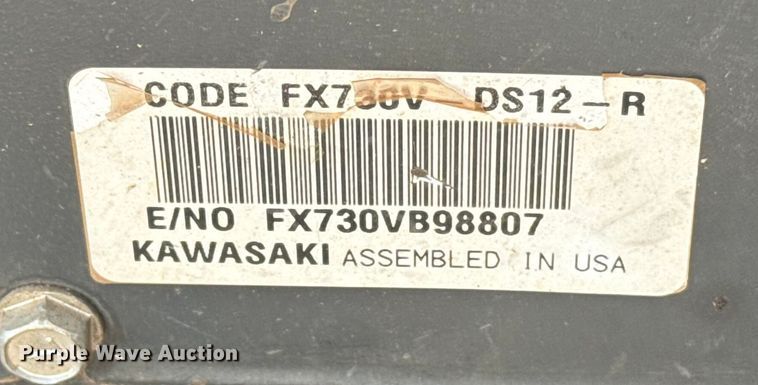 CODE FX730V DS12-R
E/NO FX730VB98807
KAWASAKI ASSEMBLED IN USA
Purple Wave Auction